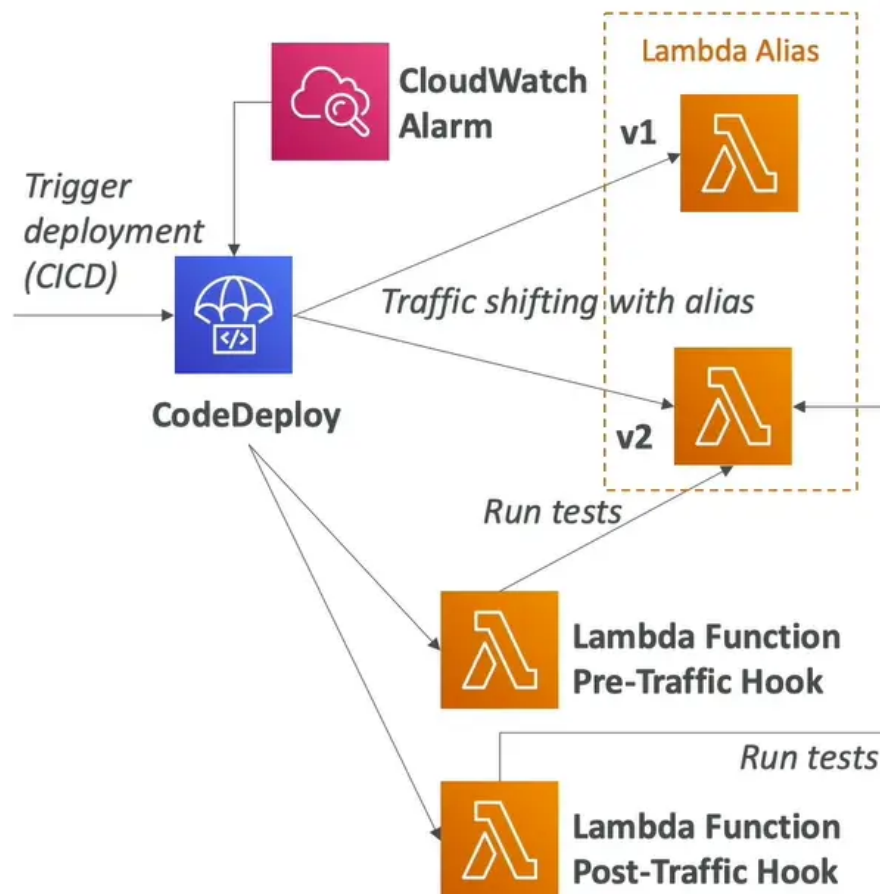 Lambda Alias
CloudWatch
Alarm
v1
Trigger
deployment
(CICD)
Traffic shifting with alias
</>
CodeDeploy
v2
Run tests
Lambda Function
Pre-Traffic Hook
Run tests
Lambda Function
Post-Traffic Hook